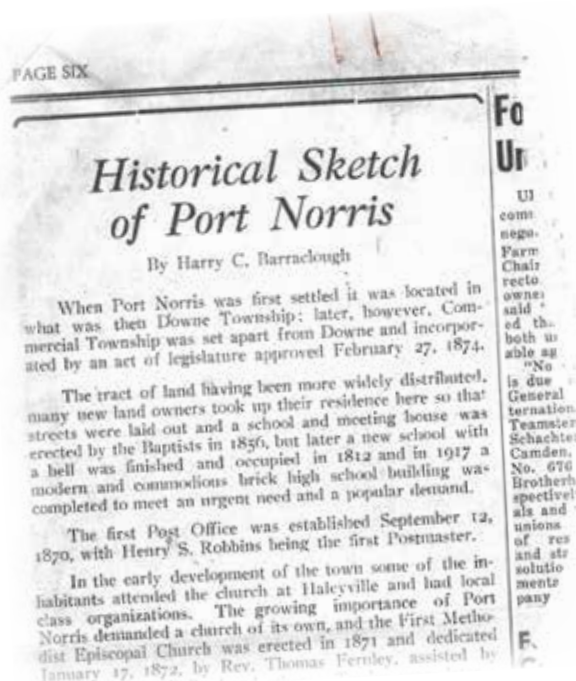 PAGE SIX
Historical Sketch
of Port Norris
By Harry C. Barraclough
When Port Norris was first settled it was located in
what was then Downe Township; later, however, Com-
mercial Township was set apart from Downe and incorpor-
ated by an act of legislature approved February 27, 1874.
The tract of land having been more widely distributed,
many new land owners took up their residence here so that
streets were laid out and a school and meeting house was
erected by the Baptists in 1856, but later a new school with
a bell was finished and occupied in 1812 and in 1917 a
modern and commodious brick high school building was
completed to meet an urgent need and a popular demand.
The first Post Office was established September 12,
1870, with Henry S. Robbins being the first Postmaster.
In the early development of the town some of the in-
habitants attended the church at Haleyville and had local
class organizations. The growing importance of Port
Norris demanded a church of its own, and the First Metho-
dist Episcopal Church was erected in 1871 and dedicated
January 17, 1872, by Rev. Thomas Fernley, assisted by
Fo
Un
Ul
com
nego
Farm
Chair
recto
owner
said
ed th
both u
able ag
"No
is due
General
ternation
Teamster
Schachter
Camden,
No. 676
Brotherh
spectivel
als and
unions
of res
and str
solutio
ments
pany
F